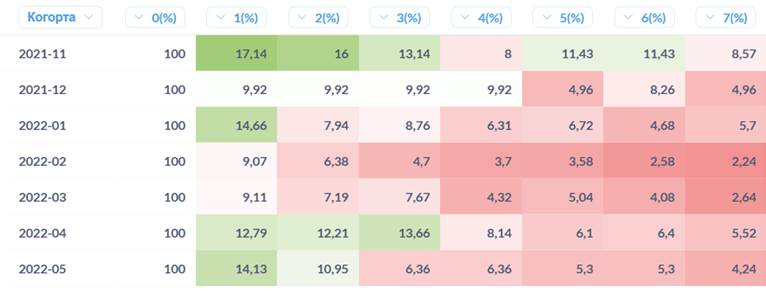 Когорта 0(%) 1(%) 2(%) 3(%) 4(%) 5(%) 6(%) 7(%)
2021-11 100 17,14 16 13,14 8 11,43 11,43 8,57
2021-12 100 9,92 9,92 9,92 9,92 4,96 8,26 4,96
2022-01 100 14,66 7,94 8,76 6,31 6,72 4,68 5,7
2022-02 100 9,07 6,38 4,7 3,7 3,58 2,58 2,24
2022-03 100 9,11 7,19 7,67 4,32 5,04 4,08 2,64
2022-04 100 12,79 12,21 13,66 8,14 6,1 6,4 5,52
2022-05 100 14,13 10,95 6,36 6,36 5,3 5,3 4,24